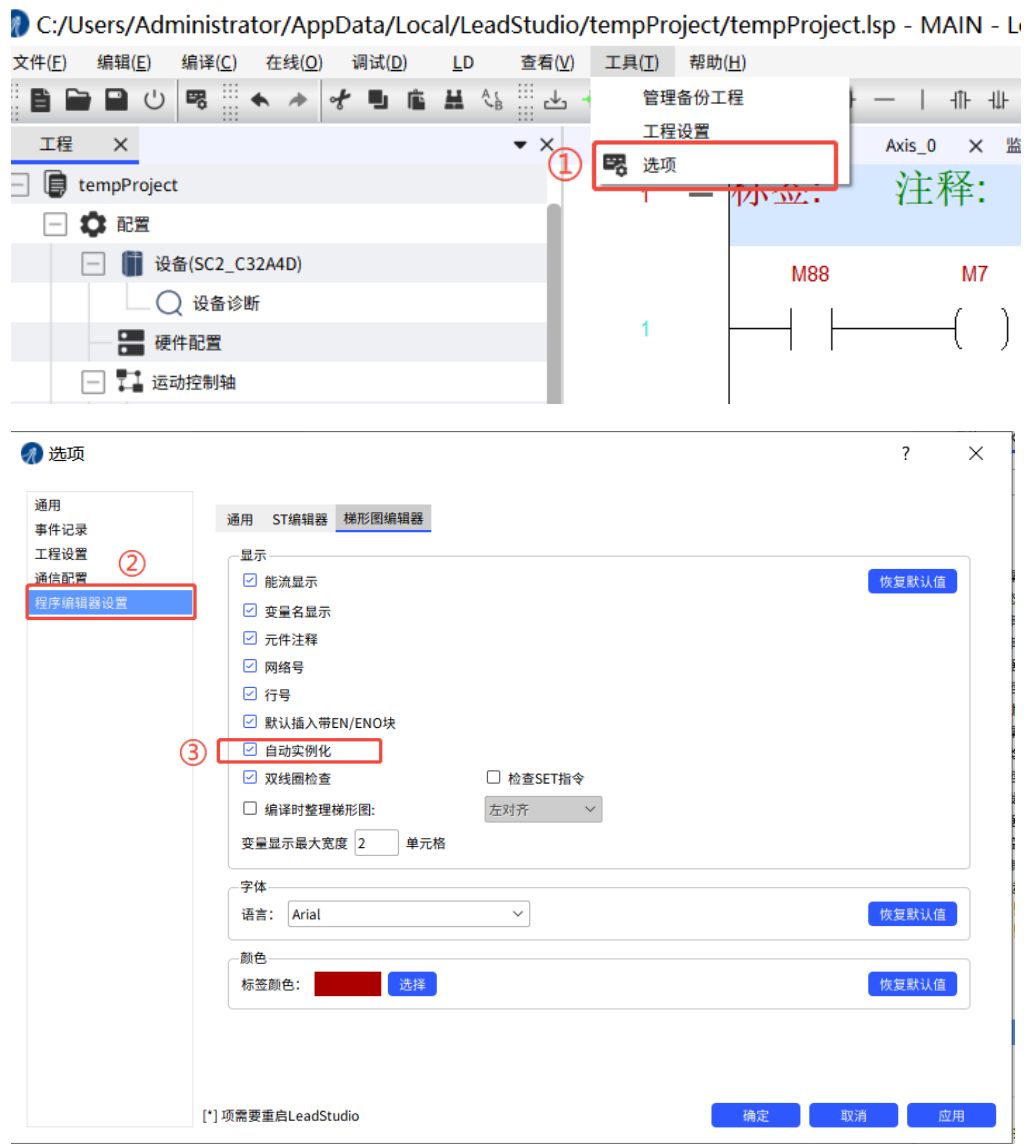 C:/Users/Administrator/AppData/Local/LeadStudio/tempProject/tempProject.lsp - MAIN -
文件(F) 编辑(E) 编译(C) 在线(O) 调试(D) LD 查看(V) 工具(T) 帮助(H)
管理备份工程
工程设置
① 选项
工程
Axis_0
监
tempProject
1 标签: 注释:
配置
设备(SC2_C32A4D)
M88 M7
设备诊断
1
硬件配置
运动控制轴
选项
通用
事件记录
工程设置
②
通信配置
程序编辑器设置
通用 ST编辑器 梯形图编辑器
显示
能流显示 恢复默认值
变量名显示
元件注释
网络号
行号
默认插入带EN/ENO块
③ 自动实例化
双线圈检查 检查SET指令
编译时整理梯形图: 左对齐
变量显示最大宽度 2 单元格
字体
语言: Arial 恢复默认值
颜色
标签颜色: 选择 恢复默认值
[*] 项需要重启LeadStudio 确定 取消 应用